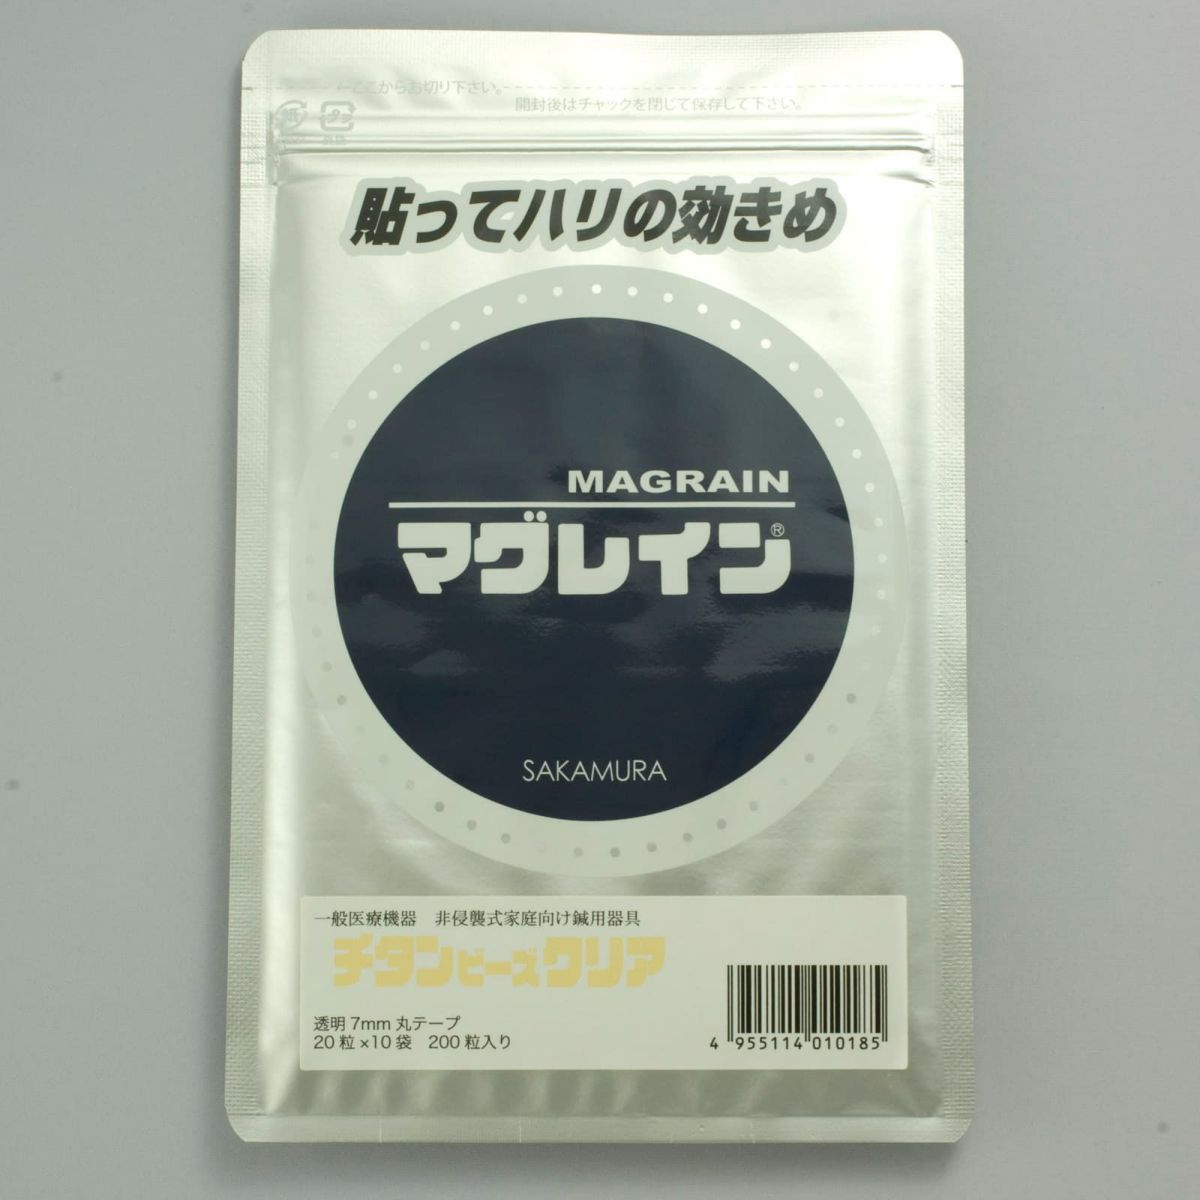 ←ここからお切り下さい。
開封後はチャックを閉じて保存して下さい。
貼ってハリの効きめ
MAGRAIN
マグレイン®
SAKAMURA
一般医療機器 非侵襲式家庭向け鍼用器具
チタンビーズクリア
透明 7mm 丸テープ
20 粒 ×10 袋 200 粒入り
4 955114 010185